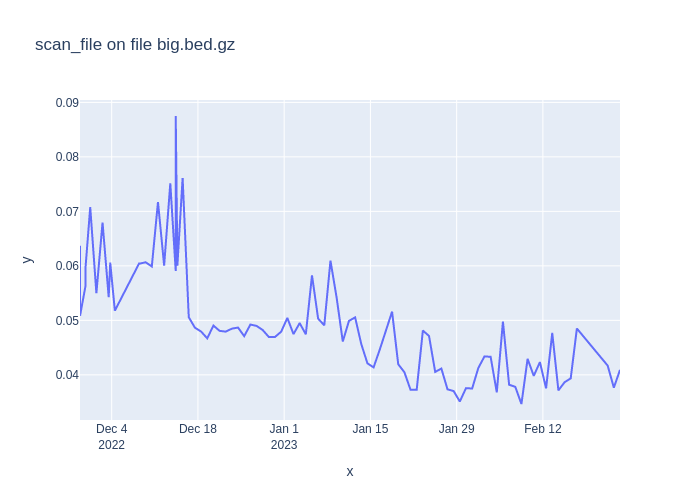 scan_file on file big.bed.gz
0.09
0.08
0.07
0.06
0.05
0.04
y
Dec 4
2022
Dec 18
Jan 1
2023
Jan 15
Jan 29
Feb 12
x